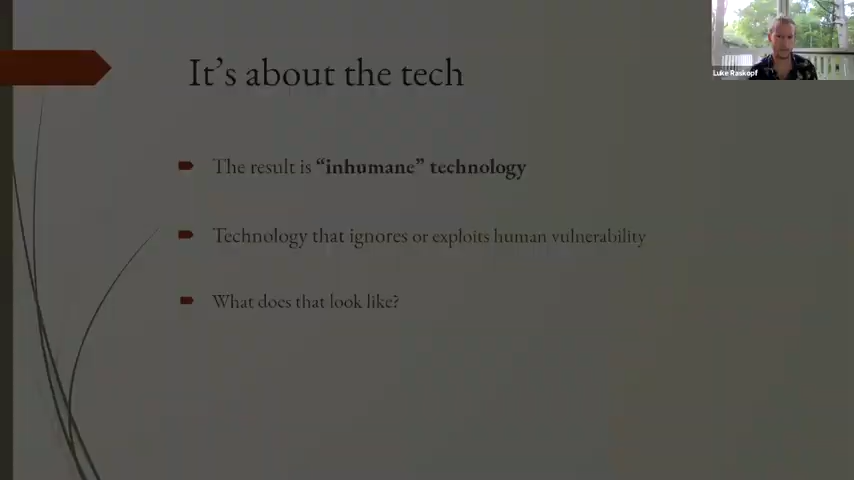 It's about the tech
Luke Raskopf
The result is “inhumane” technology
Technology that ignores or exploits human vulnerability
What does that look like?